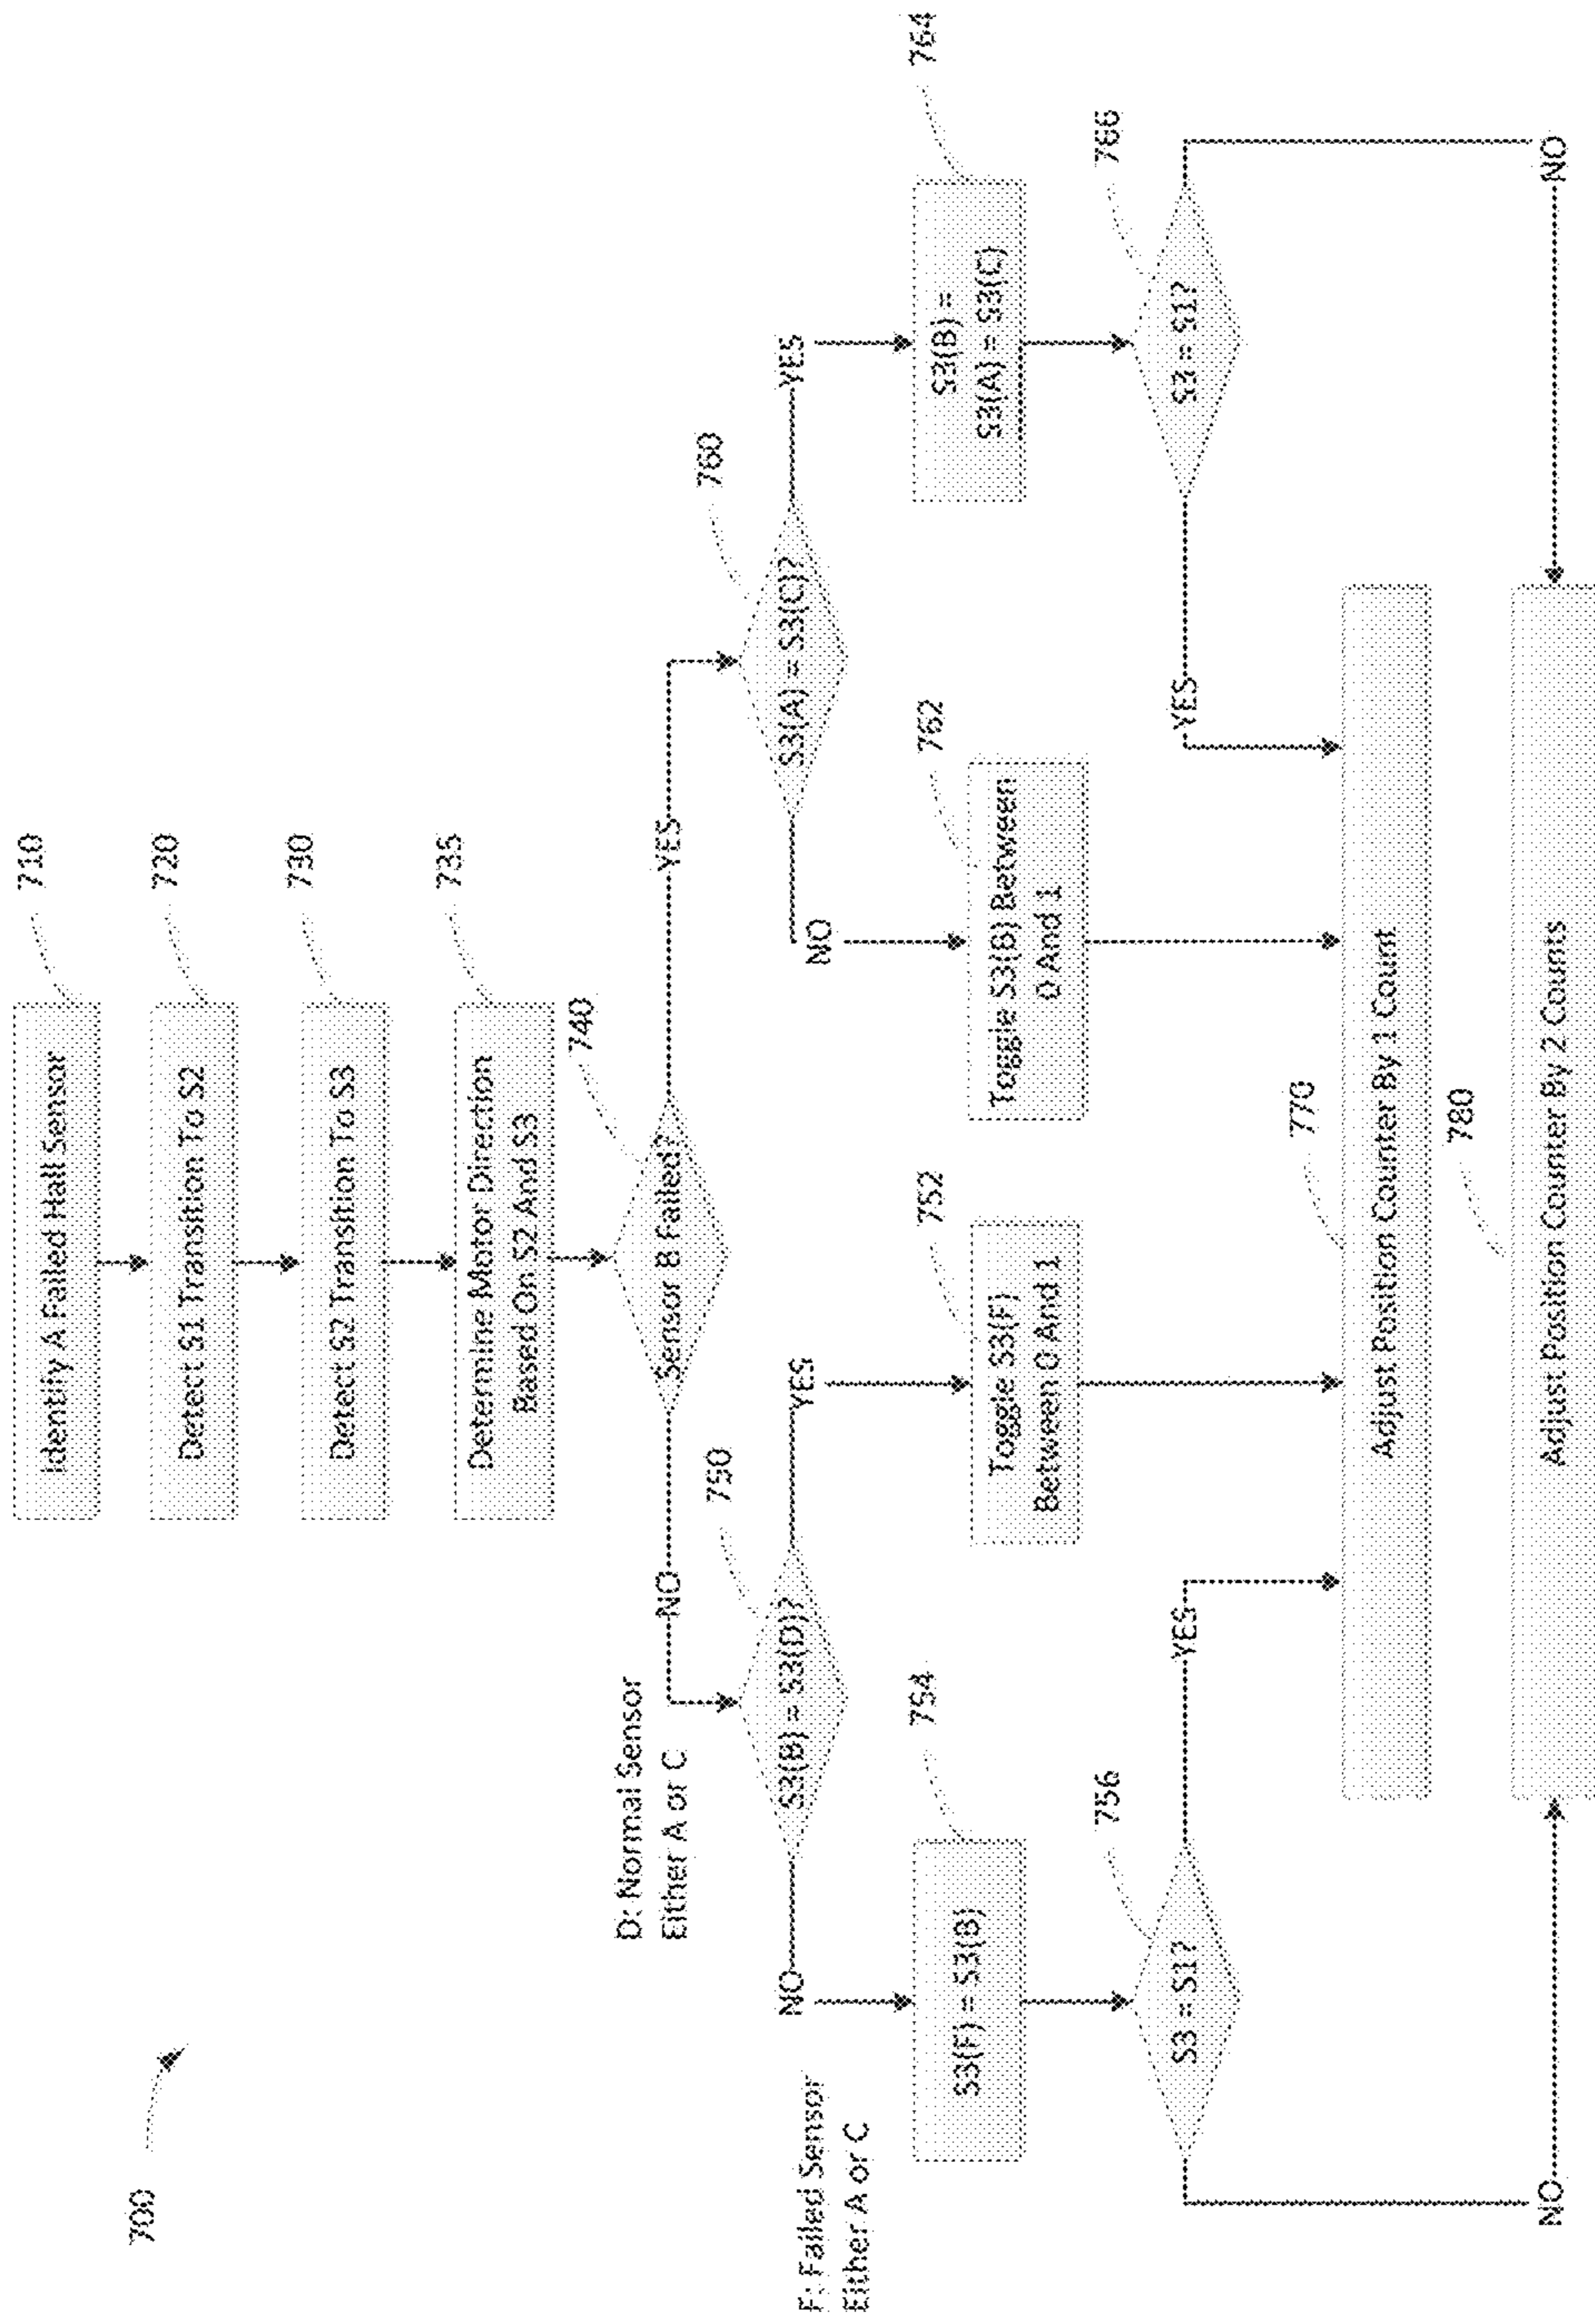 700
Identify A Failed Hall Sensor
710
Detect S1 Transition To S2
720
Detect S2 Transition To S3
730
Determine Motor Direction
Based On S2 And S3
735
Sensor B Failed?
740
NO
YES
D: Normal Sensor
Either A or C
S3(B) = S3(D)?
750
S3(A) = S3(C)?
760
NO
YES
NO
YES
F: Failed Sensor
Either A or C
S3(F) = S3(B)
754
Toggle S3(F)
Between 0 And 1
752
Toggle S3(B) Between
0 And 1
762
S3(B) =
S3(A) = S3(C)
764
S3 = S1?
756
YES
YES
S3 = S1?
766
Adjust Position Counter By 1 Count
770
NO
Adjust Position Counter By 2 Counts
780
NO